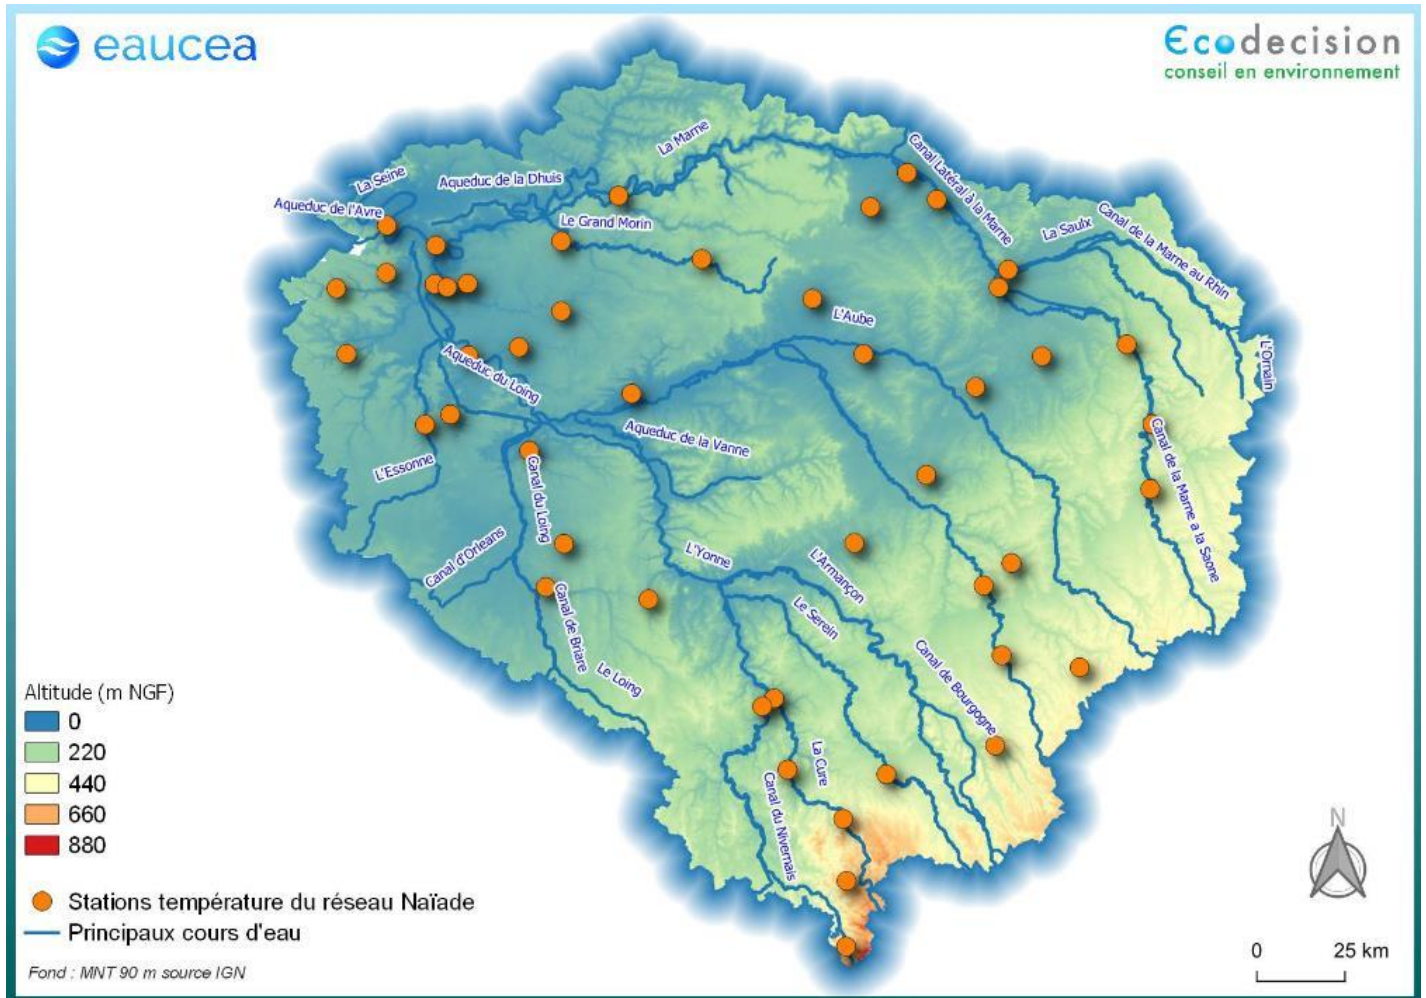 eaucea
Ecodecision
conseil en environnement
La Marne
Canal Latéral à la Marne
La Seine
Aqueduc de la Dhuis
Aqueduc de l'Avre
Le Grand Morin
La Saulx
Canal de la Marne au Rhin
L'Aube
L'Ornain
Aqueduc du Loing
Aqueduc de la Vanne
L'Essonne
Canal du Loing
Canal de la Marne a la Saone
Canal d'Orleans
L'Yonne
L'Armançon
Canal de Briare
Le Serein
Le Loing
Canal de Bourgogne
La Cure
Canal du Nivernais
Altitude (m NGF)
0
220
440
660
880
Stations température du réseau Naïade
Principaux cours d'eau
Fond : MNT 90 m source IGN
N
0 25 km